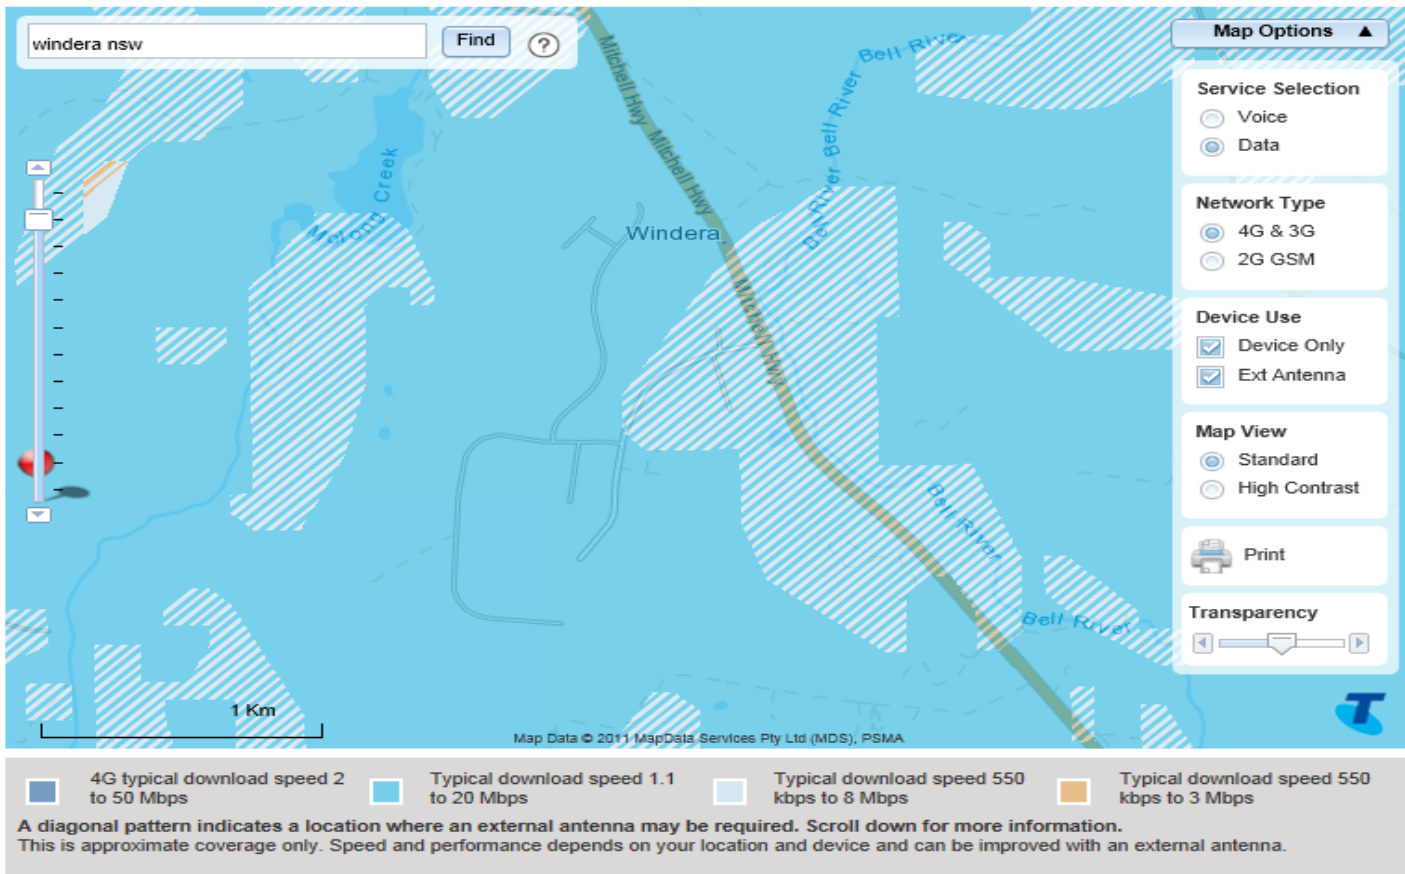 windera nsw
Find
?
Map Options ▲
Service Selection
Voice
Data
Network Type
4G & 3G
2G GSM
Device Use
Device Only
Ext Antenna
Map View
Standard
High Contrast
Print
Transparency
Mitchell Hwy
Mitchell Hwy
Mitchell Hwy
Bell River
Bell River
Bell River
Molong Creek
Windera
Bell River
Bell River
1 Km
Map Data © 2011 MapData Services Pty Ltd (MDS), PSMA
T
4G typical download speed 2
to 50 Mbps
Typical download speed 1.1
to 20 Mbps
Typical download speed 550
kbps to 8 Mbps
Typical download speed 550
kbps to 3 Mbps
A diagonal pattern indicates a location where an external antenna may be required. Scroll down for more information.
This is approximate coverage only. Speed and performance depends on your location and device and can be improved with an external antenna.